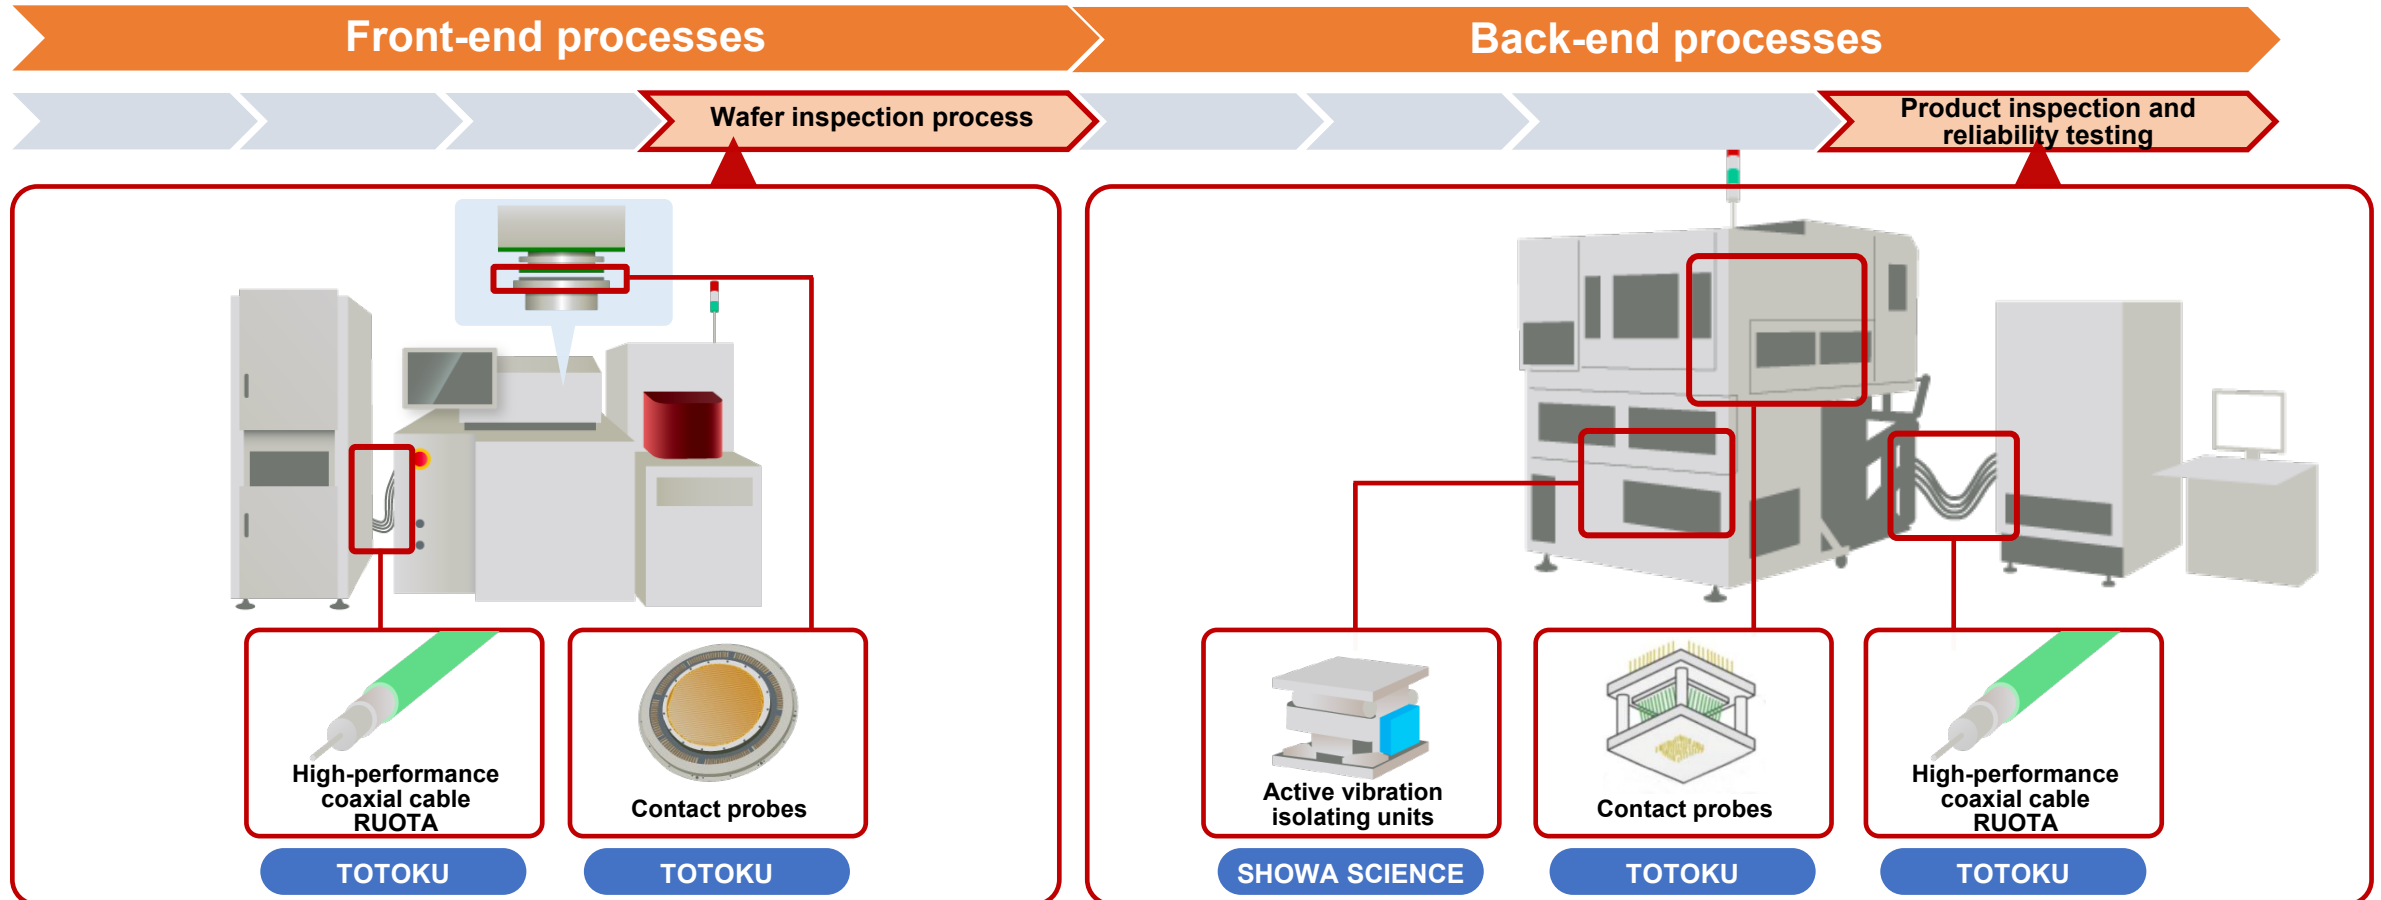 Front-end processes
Back-end processes
Wafer inspection process
Product inspection and
reliability testing
High-performance
coaxial cable
RUOTA
Contact probes
Active vibration
isolating units
Contact probes
High-performance
coaxial cable
RUOTA
TOTOKU
TOTOKU
SHOWA SCIENCE
TOTOKU
TOTOKU